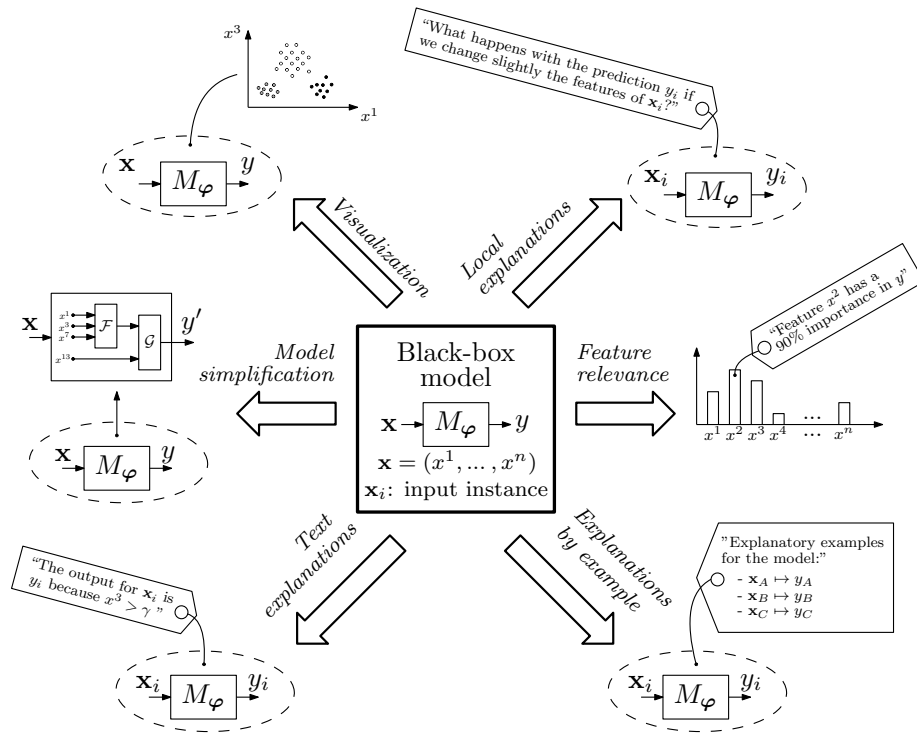 x³
x¹
x
M_φ
y
Visualization
“What happens with the prediction yᵢ if
we change slightly the features of xᵢ?”
xᵢ
M_φ
yᵢ
Local
explanations
x
x¹
x³
x⁷
x¹³
ℱ
𝒢
y′
x
M_φ
y
Model
simplification
Black-box
model
x
M_φ
y
x = (x¹, ... , xⁿ)
xᵢ: input instance
Feature
relevance
“Feature x² has a
90% importance in y”
x¹ x² x³ x⁴ ... xⁿ
...
Text
explanations
“The output for xᵢ is
yᵢ because x³ > γ ”
xᵢ
M_φ
yᵢ
Explanations
by example
”Explanatory examples
for the model:”
- x_A ↦ y_A
- x_B ↦ y_B
- x_C ↦ y_C
xᵢ
M_φ
yᵢ